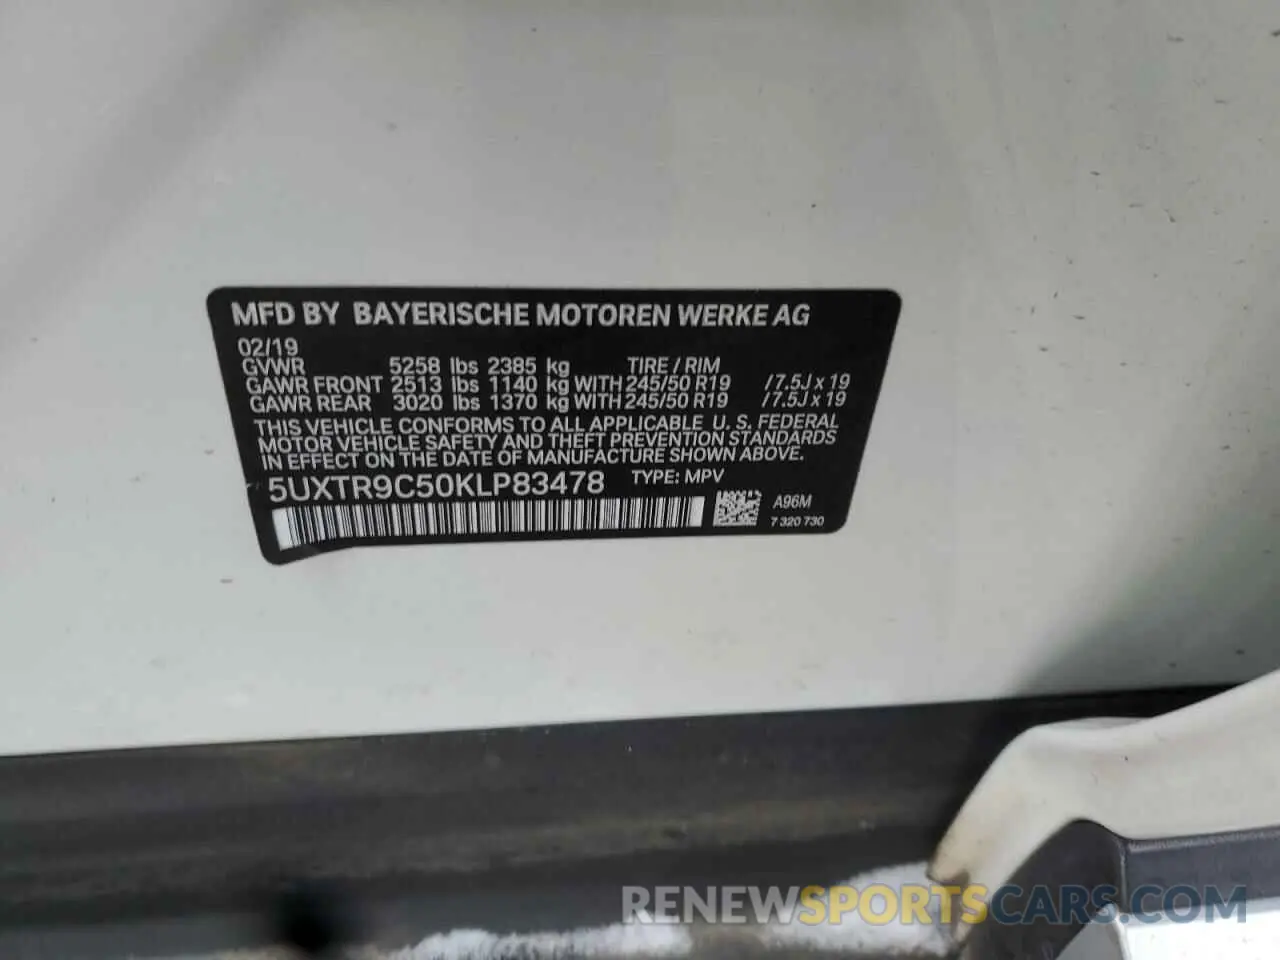 MFD BY BAYERISCHE MOTOREN WERKE AG
02/19
GVWR 5258 lbs 2385 kg TIRE / RIM
GAWR FRONT 2513 lbs 1140 kg WITH 245/50 R19 / 7.5J x 19
GAWR REAR 3020 lbs 1370 kg WITH 245/50 R19 / 7.5J x 19
THIS VEHICLE CONFORMS TO ALL APPLICABLE U. S. FEDERAL
MOTOR VEHICLE SAFETY AND THEFT PREVENTION STANDARDS
IN EFFECT ON THE DATE OF MANUFACTURE SHOWN ABOVE.
5UXTR9C50KLP83478 TYPE: MPV
A96M
7 320 730
RENEWSPORTSCARS.COM